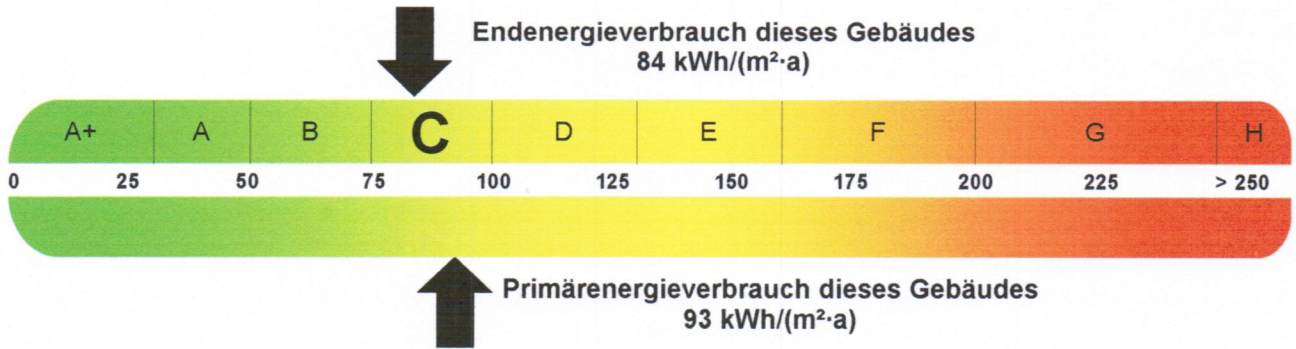 Endenergieverbrauch dieses Gebäudes
84 kWh/(m²·a)
A+ A B C D E F G H
0 25 50 75 100 125 150 175 200 225 > 250
Primärenergieverbrauch dieses Gebäudes
93 kWh/(m²·a)